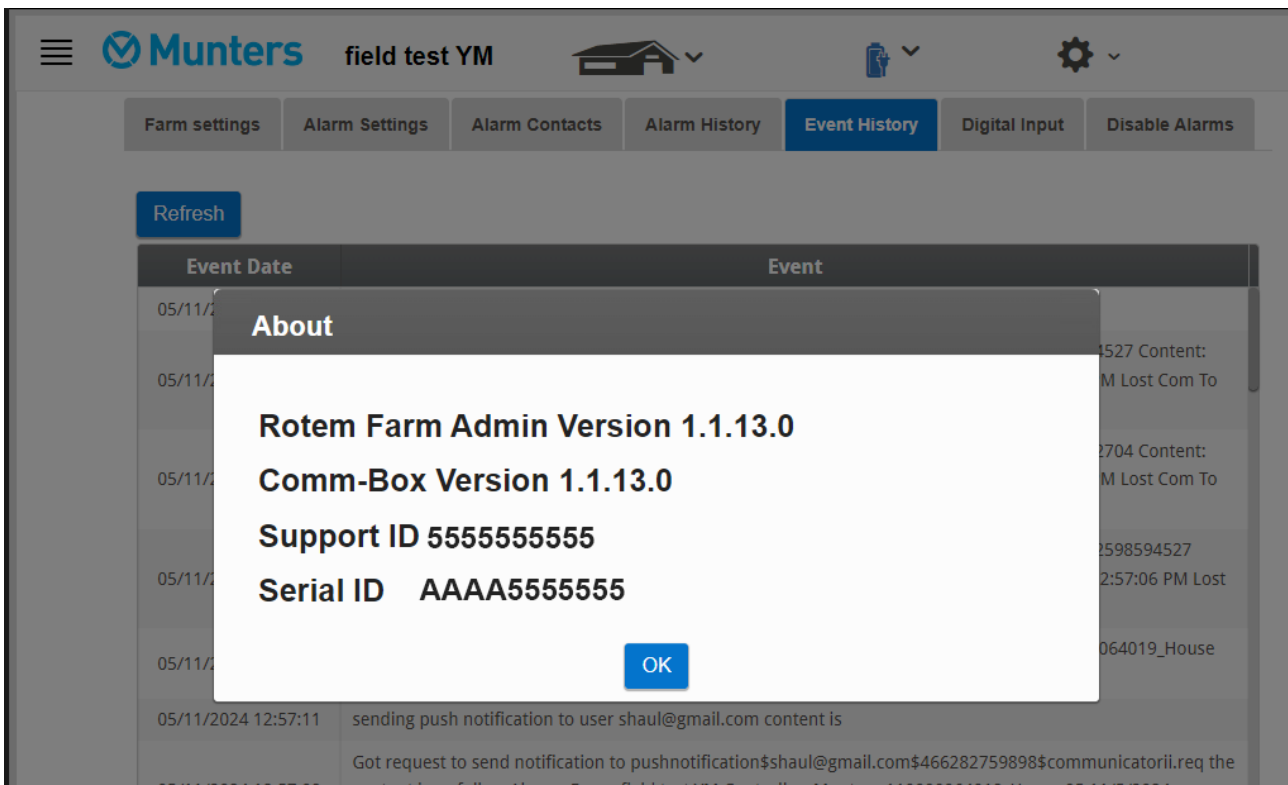 Munters field test YM
Farm settings Alarm Settings Alarm Contacts Alarm History Event History Digital Input Disable Alarms
Refresh
Event Date Event
05/11/2
4527 Content:
05/11/2 M Lost Com To
2704 Content:
05/11/2 M Lost Com To
2598594527
05/11/2 2:57:06 PM Lost
064019_House
05/11/2
About
Rotem Farm Admin Version 1.1.13.0
Comm-Box Version 1.1.13.0
Support ID 5555555555
Serial ID AAAA5555555
OK
05/11/2024 12:57:11 sending push notification to user shaul@gmail.com content is
Got request to send notification to pushnotification$shaul@gmail.com$466282759898$communicatorii.req the